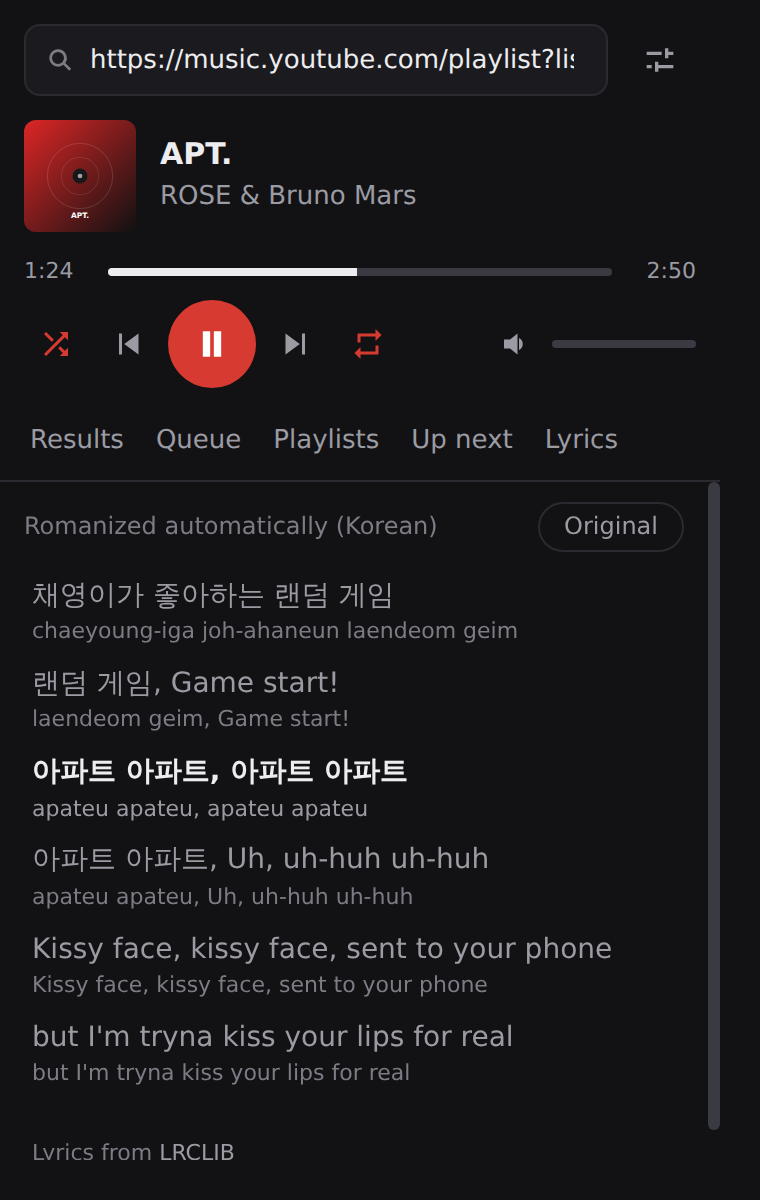 https://music.youtube.com/playlist?lis
APT.
APT.
ROSE & Bruno Mars
1:24
2:50
Results Queue Playlists Up next Lyrics
Romanized automatically (Korean)
Original
채영이가 좋아하는 랜덤 게임
chaeyoung-iga joh-ahaneun laendeom geim
랜덤 게임, Game start!
laendeom geim, Game start!
아파트 아파트, 아파트 아파트
apateu apateu, apateu apateu
아파트 아파트, Uh, uh-huh uh-huh
apateu apateu, Uh, uh-huh uh-huh
Kissy face, kissy face, sent to your phone
Kissy face, kissy face, sent to your phone
but I'm tryna kiss your lips for real
but I'm tryna kiss your lips for real
Lyrics from LRCLIB